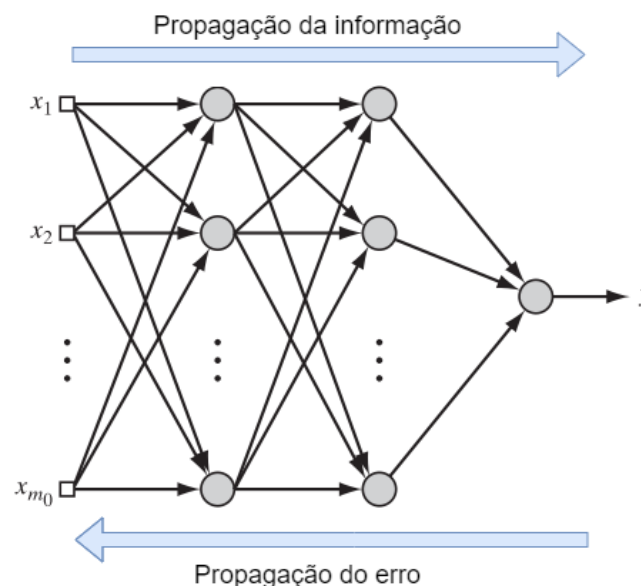 Propagação da informação
x₁
x₂
xₘ₀
Propagação do erro